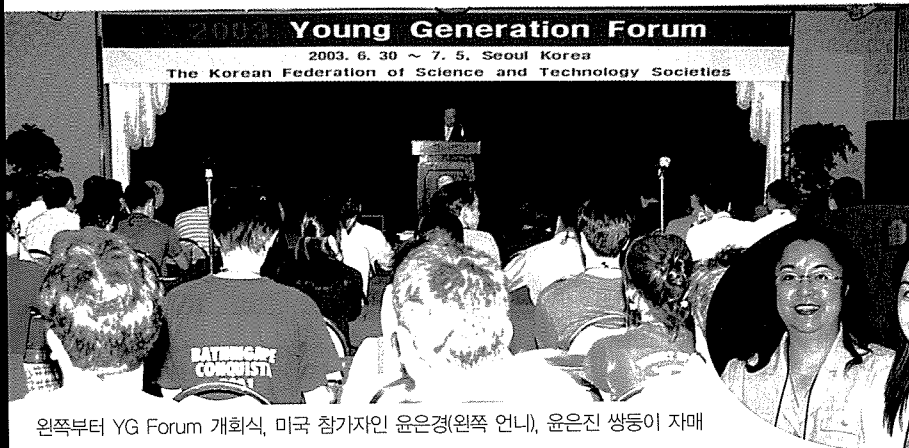 2003 Young Generation Forum
2003. 6. 30 ~ 7. 5, Seoul Korea
The Korean Federation of Science and Technology Societies
왼쪽부터 YG Forum 개회식, 미국 참가자인 윤은경(왼쪽 언니), 윤은진 쌍둥이 자매